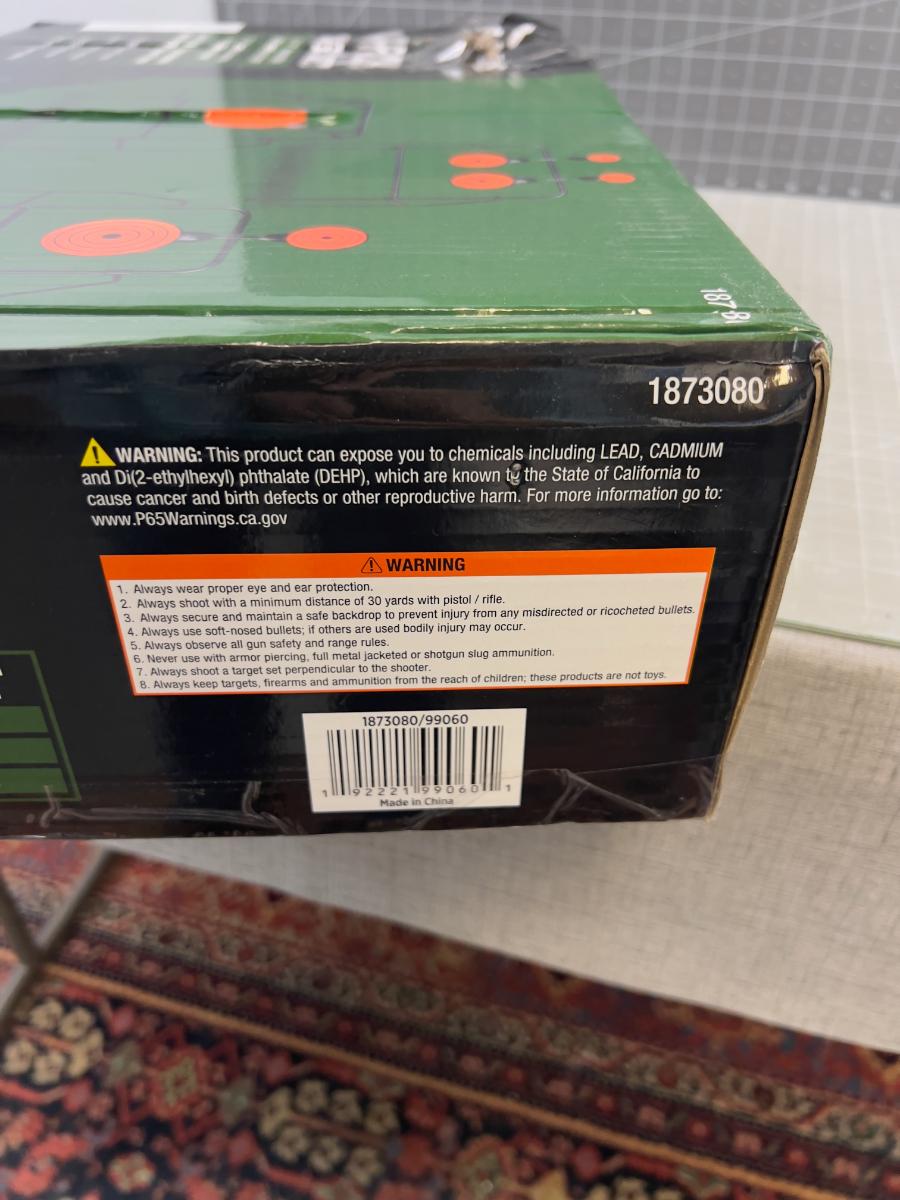 1873080
WARNING: This product can expose you to chemicals including LEAD, CADMIUM
and Di(2-ethylhexyl) phthalate (DEHP), which are known to the State of California to
cause cancer and birth defects or other reproductive harm. For more information go to:
www.P65Warnings.ca.gov
WARNING
1. Always wear proper eye and ear protection.
2. Always shoot with a minimum distance of 30 yards with pistol / rifle.
3. Always secure and maintain a safe backdrop to prevent injury from any misdirected or ricocheted bullets.
4. Always use soft-nosed bullets; if others are used bodily injury may occur.
5. Always observe all gun safety and range rules.
6. Never use with armor piercing, full metal jacketed or shotgun slug ammunition.
7. Always shoot a target set perpendicular to the shooter.
8. Always keep targets, firearms and ammunition from the reach of children; these products are not toys.
1873080/99060
1 92221 99060 1
Made in China